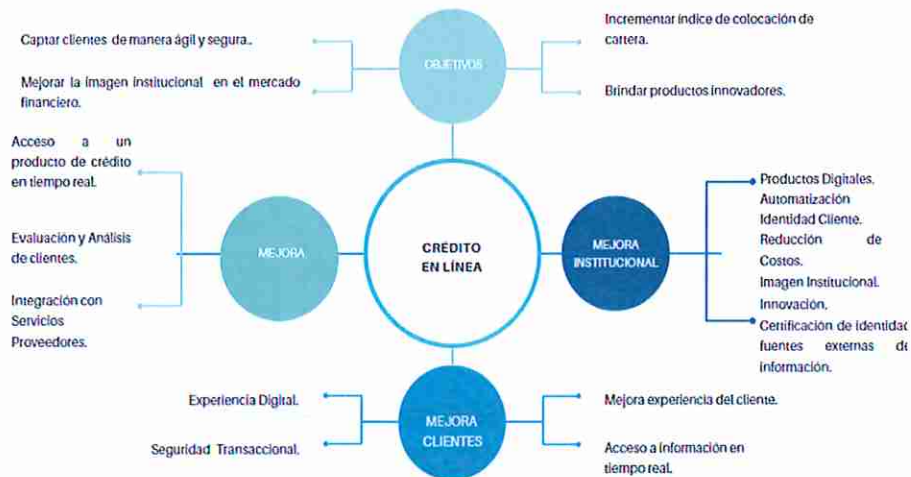 Captar clientes de manera ágil y segura..
Mejorar la imagen institucional en el mercado
financiero.
OBJETIVOS
Incrementar índice de colocación de
cartera.
Brindar productos innovadores.
Acceso a un
producto de crédito
en tiempo real.
Evaluación y Análisis
de clientes.
Integración con
Servicios
Proveedores.
MEJORA
CRÉDITO
EN LÍNEA
MEJORA
INSTITUCIONAL
Productos Digitales.
Automatización
Identidad Cliente.
Reducción de
Costos.
Imagen Institucional.
Innovación.
Certificación de identidad
fuentes externas de
información.
Experiencia Digital.
Seguridad Transaccional.
MEJORA
CLIENTES
Mejora experiencia del cliente.
Acceso a información en
tiempo real.